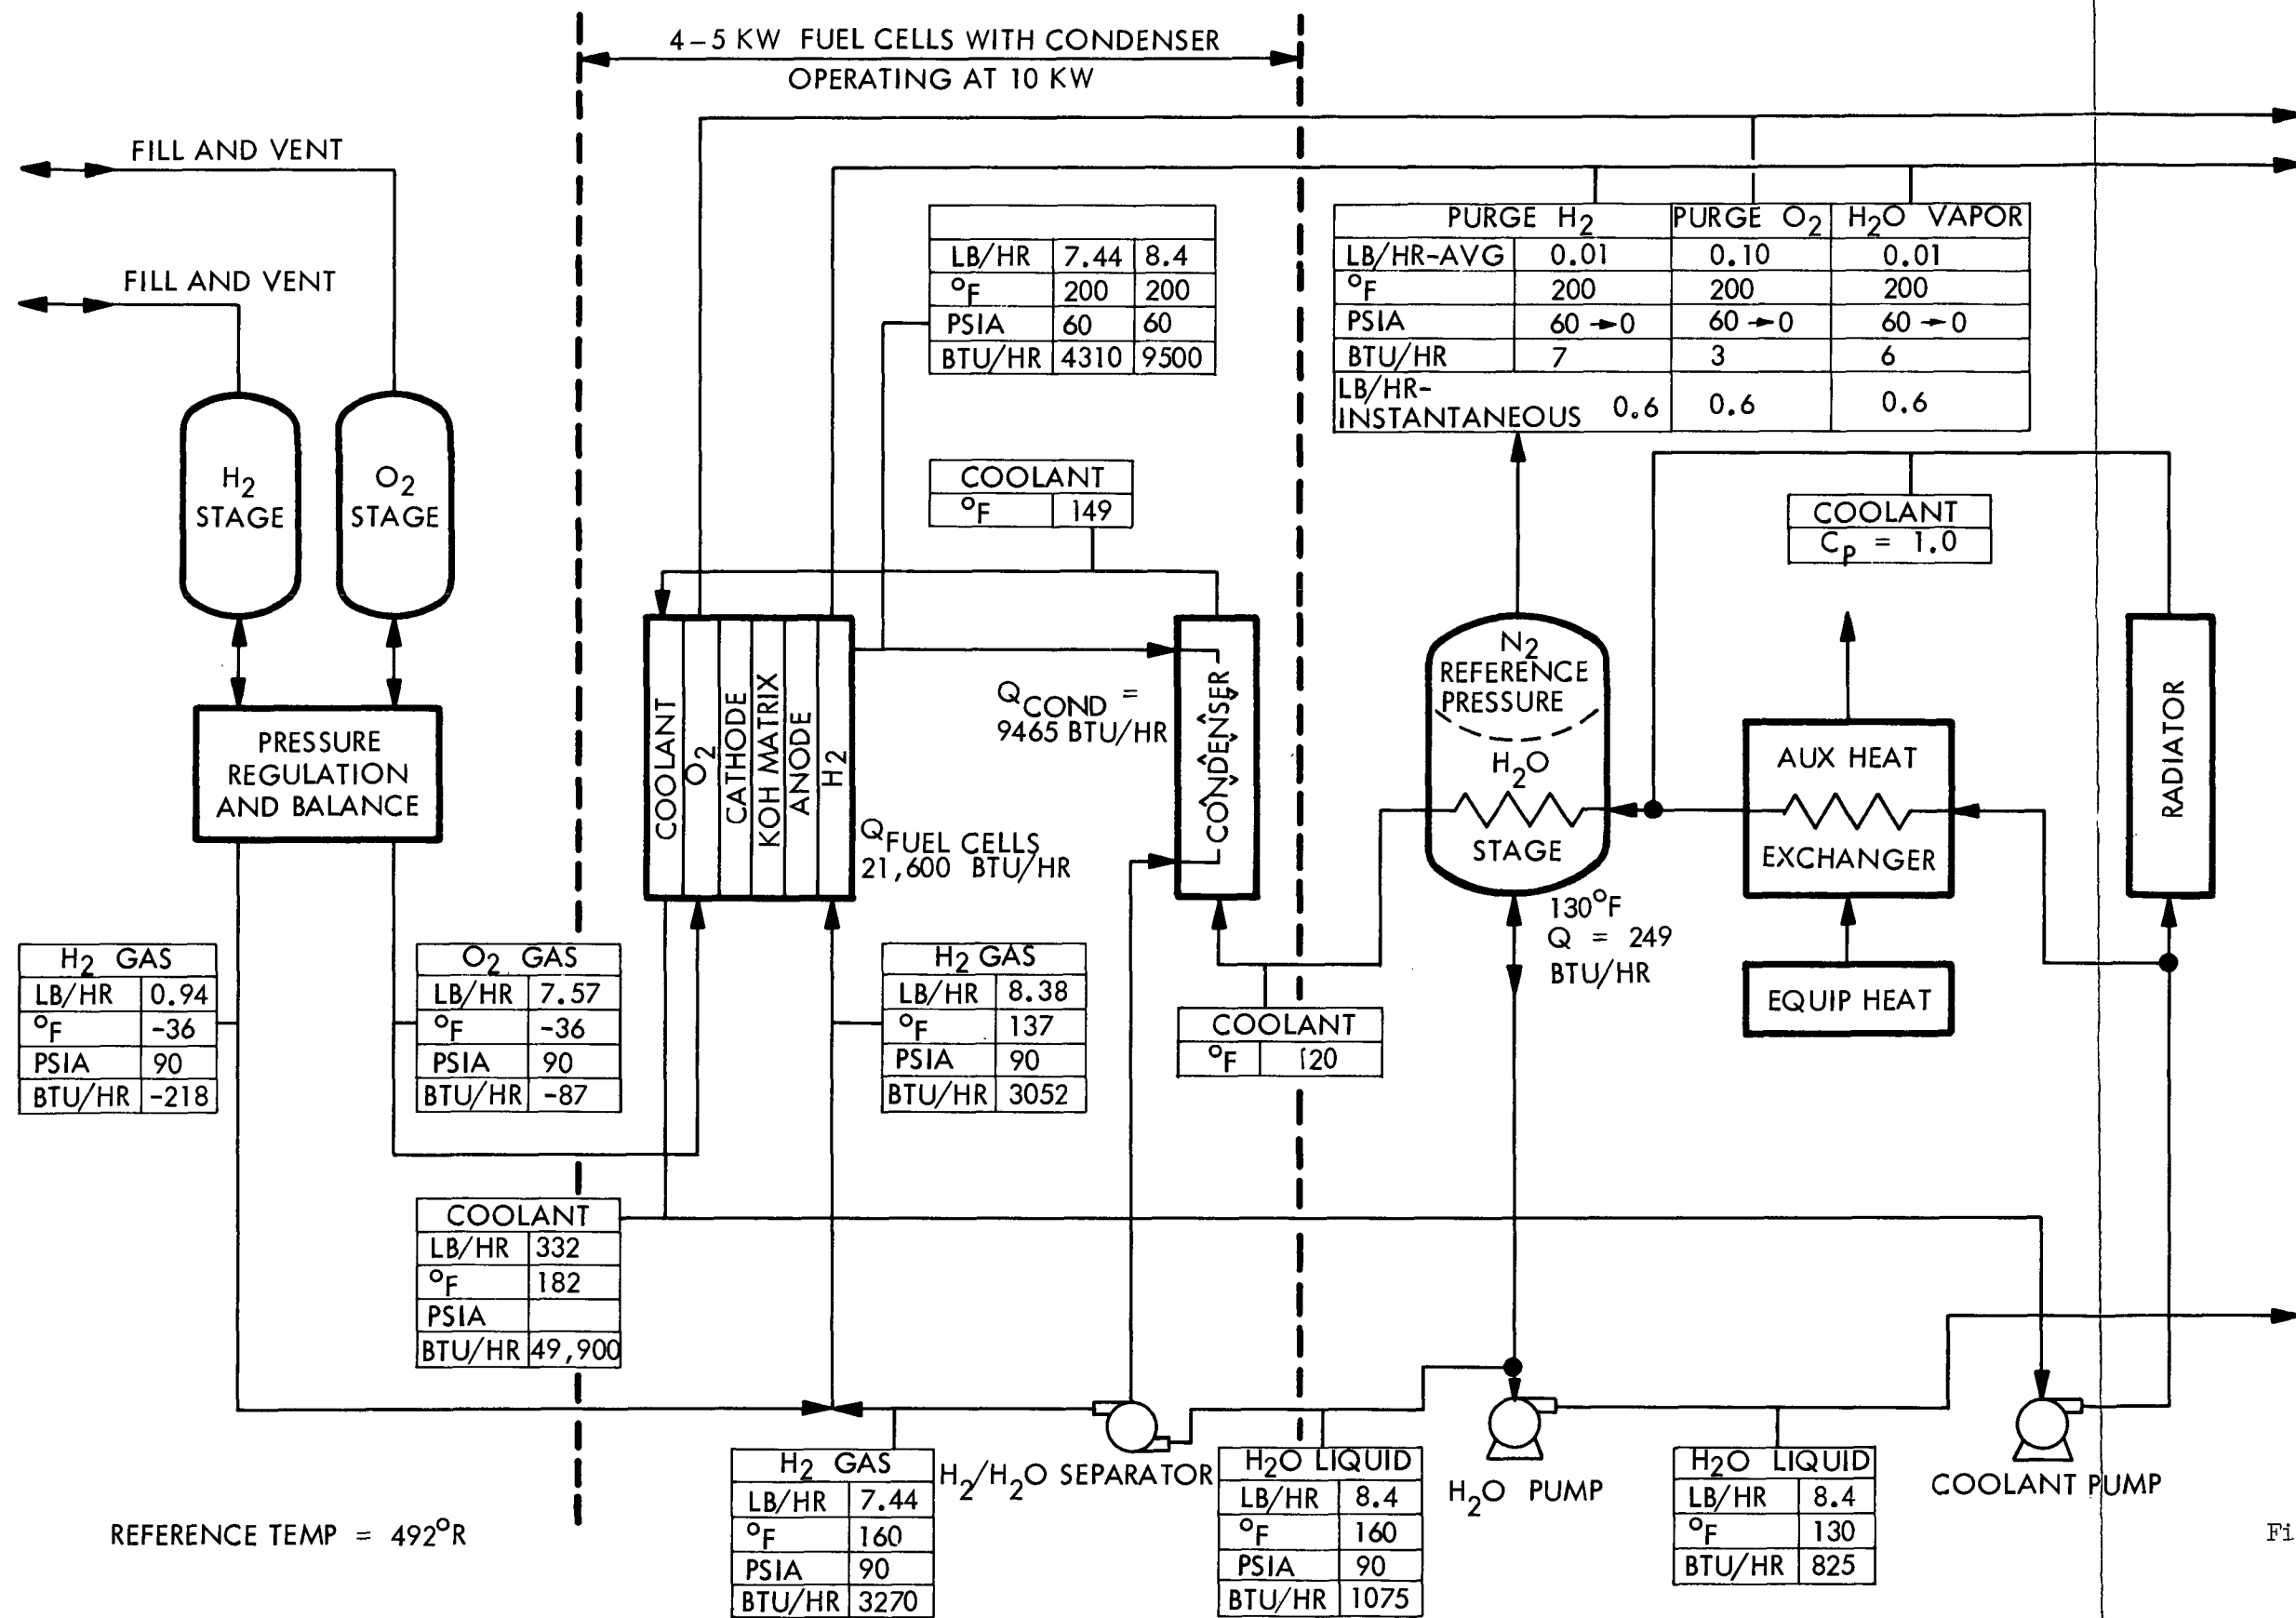 4-5 KW FUEL CELLS WITH CONDENSER
OPERATING AT 10 KW
FILL AND VENT
FILL AND VENT
LB/HR 7.44 8.4
°F 200 200
PSIA 60 60
BTU/HR 4310 9500
PURGE H2 PURGE O2 H2O VAPOR
LB/HR-AVG 0.01 0.10 0.01
°F 200 200 200
PSIA 60→0 60→0 60→0
BTU/HR 7 3 6
LB/HR-
INSTANTANEOUS 0.6 0.6 0.6
H2
STAGE
O2
STAGE
COOLANT
°F 149
COOLANT
Cp = 1.0
PRESSURE
REGULATION
AND BALANCE
COOLANT
O2
CATHODE
KOH MATRIX
ANODE
H2
QCOND =
9465 BTU/HR
CONDENSER
QFUEL CELLS
21,600 BTU/HR
N2
REFERENCE
PRESSURE
H2O
STAGE
130°F
Q = 249
BTU/HR
AUX HEAT
EXCHANGER
EQUIP HEAT
RADIATOR
H2 GAS
LB/HR 0.94
°F -36
PSIA 90
BTU/HR -218
O2 GAS
LB/HR 7.57
°F -36
PSIA 90
BTU/HR -87
H2 GAS
LB/HR 8.38
°F 137
PSIA 90
BTU/HR 3052
COOLANT
°F 120
COOLANT
LB/HR 332
°F 182
PSIA
BTU/HR 49,900
H2 GAS
LB/HR 7.44
°F 160
PSIA 90
BTU/HR 3270
H2/H2O SEPARATOR
H2O LIQUID
LB/HR 8.4
°F 160
PSIA 90
BTU/HR 1075
H2O PUMP
H2O LIQUID
LB/HR 8.4
°F 130
BTU/HR 825
COOLANT PUMP
REFERENCE TEMP = 492°R
Fi